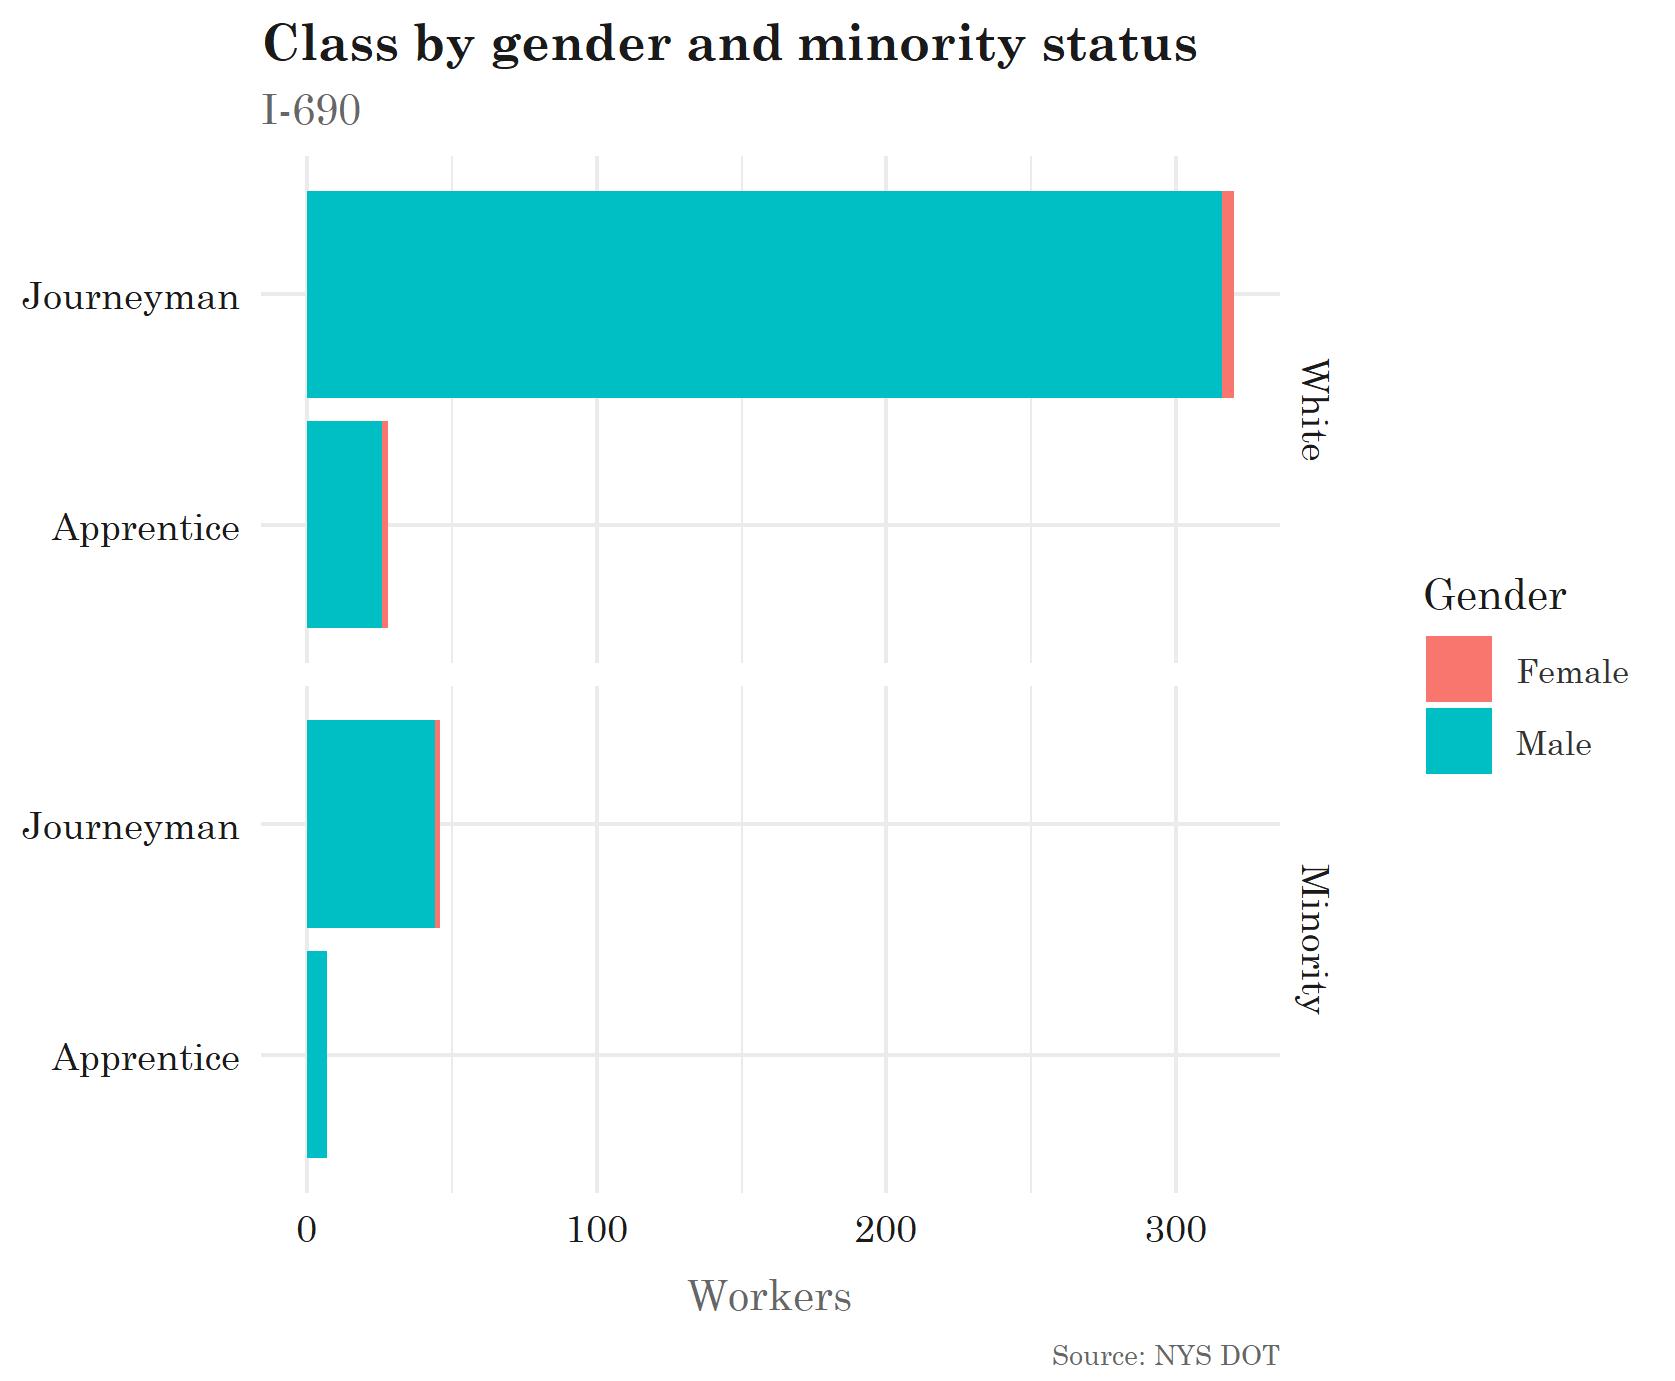 Class by gender and minority status
I-690
Journeyman
Apprentice
White
Journeyman
Apprentice
Minority
Gender
Female
Male
0 100 200 300
Workers
Source: NYS DOT